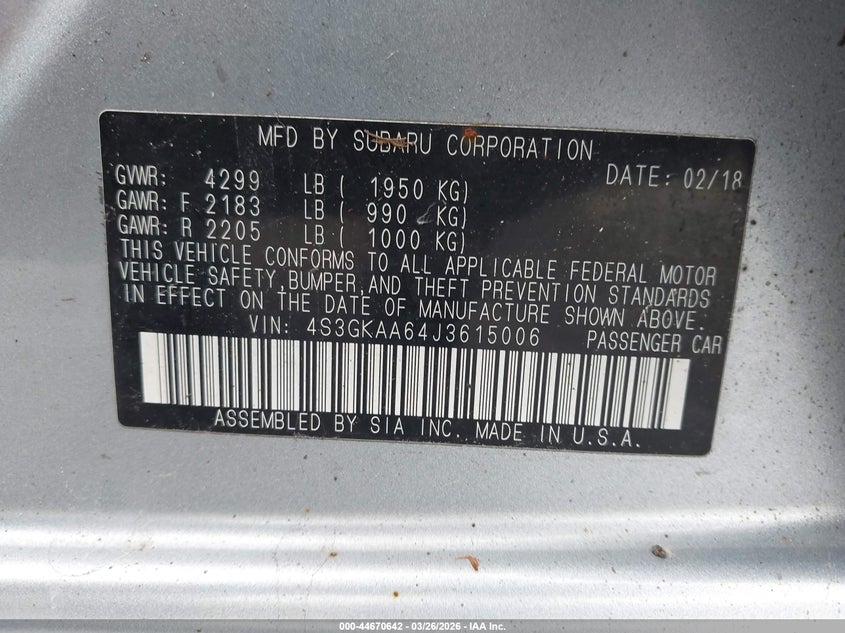 MFD BY SUBARU CORPORATION
GVWR: 4299 LB ( 1950 KG) DATE: 02/18
GAWR: F 2183 LB ( 990 KG)
GAWR: R 2205 LB ( 1000 KG)
THIS VEHICLE CONFORMS TO ALL APPLICABLE FEDERAL MOTOR
VEHICLE SAFETY,BUMPER,AND THEFT PREVENTION STANDARDS
IN EFFECT ON THE DATE OF MANUFACTURE SHOWN ABOVE.
VIN: 4S3GKAA64J3615006 PASSENGER CAR
ASSEMBLED BY SIA INC. MADE IN U.S.A.
000-44670642 - 03/26/2026 - IAA Inc.